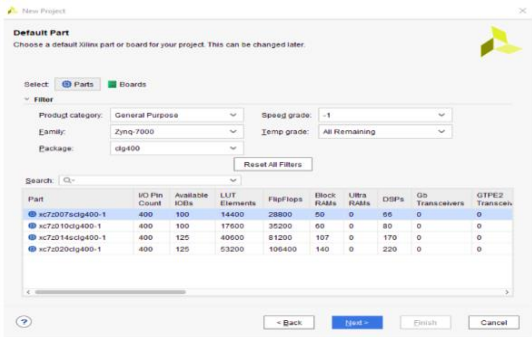 New Project
Default Part
Choose a default Xilinx part or board for your project. This can be changed later.
Select: Parts Boards
Filter
Product category: General Purpose Speed grade: -1
Family: Zynq-7000 Temp grade: All Remaining
Package: clg400
Reset All Filters
Search: Q-
Part I/O Pin Count Available IOBs LUT Elements FlipFlops Block RAMs Ultra RAMs DSPs Gb Transceivers GTPE2 Transceiv
xc7z007sclg400-1 400 100 14400 28800 50 0 66 0 0
xc7z010clg400-1 400 100 17600 35200 60 0 80 0 0
xc7z014sclg400-1 400 125 40600 81200 107 0 170 0 0
xc7z020clg400-1 400 125 53200 106400 140 0 220 0 0
? < Back Next > Finish Cancel